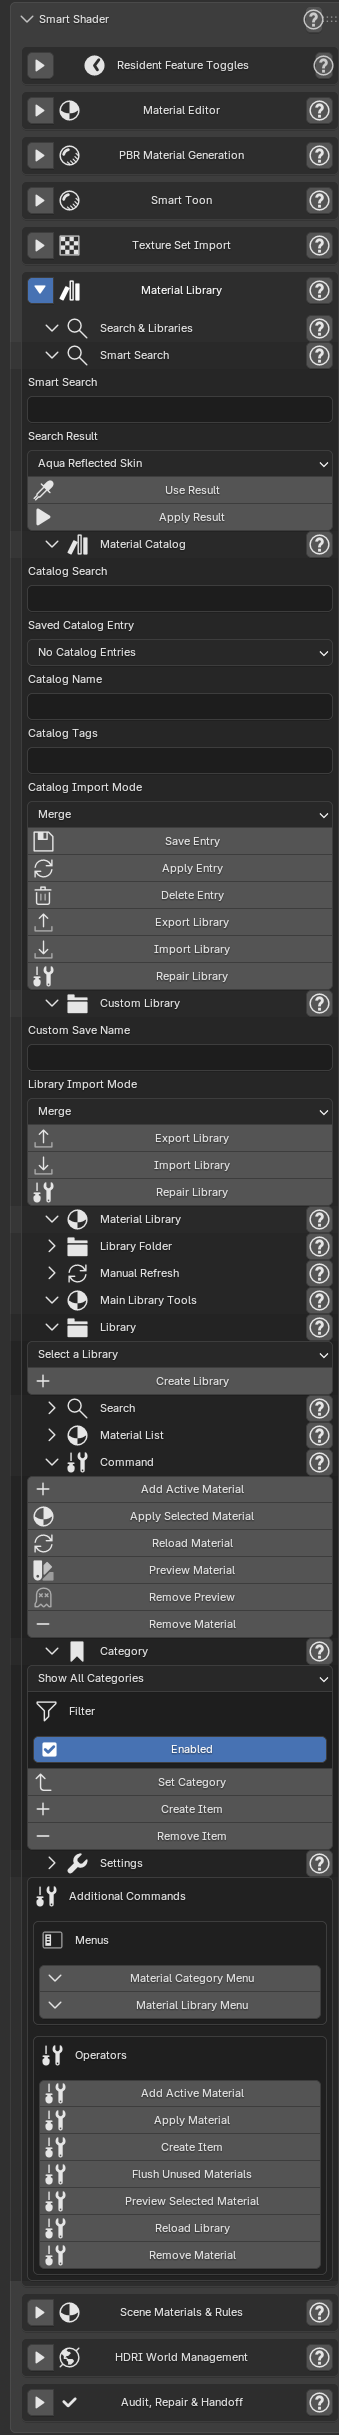 Smart Shader
Resident Feature Toggles
Material Editor
PBR Material Generation
Smart Toon
Texture Set Import
Material Library
Search & Libraries
Smart Search
Smart Search
Search Result
Aqua Reflected Skin
Use Result
Apply Result
Material Catalog
Catalog Search
Saved Catalog Entry
No Catalog Entries
Catalog Name
Catalog Tags
Catalog Import Mode
Merge
Save Entry
Apply Entry
Delete Entry
Export Library
Import Library
Repair Library
Custom Library
Custom Save Name
Library Import Mode
Merge
Export Library
Import Library
Repair Library
Material Library
Library Folder
Manual Refresh
Main Library Tools
Library
Select a Library
Create Library
Search
Material List
Command
Add Active Material
Apply Selected Material
Reload Material
Preview Material
Remove Preview
Remove Material
Category
Show All Categories
Filter
Enabled
Set Category
Create Item
Remove Item
Settings
Additional Commands
Menus
Material Category Menu
Material Library Menu
Operators
Add Active Material
Apply Material
Create Item
Flush Unused Materials
Preview Selected Material
Reload Library
Remove Material
Scene Materials & Rules
HDRI World Management
Audit, Repair & Handoff